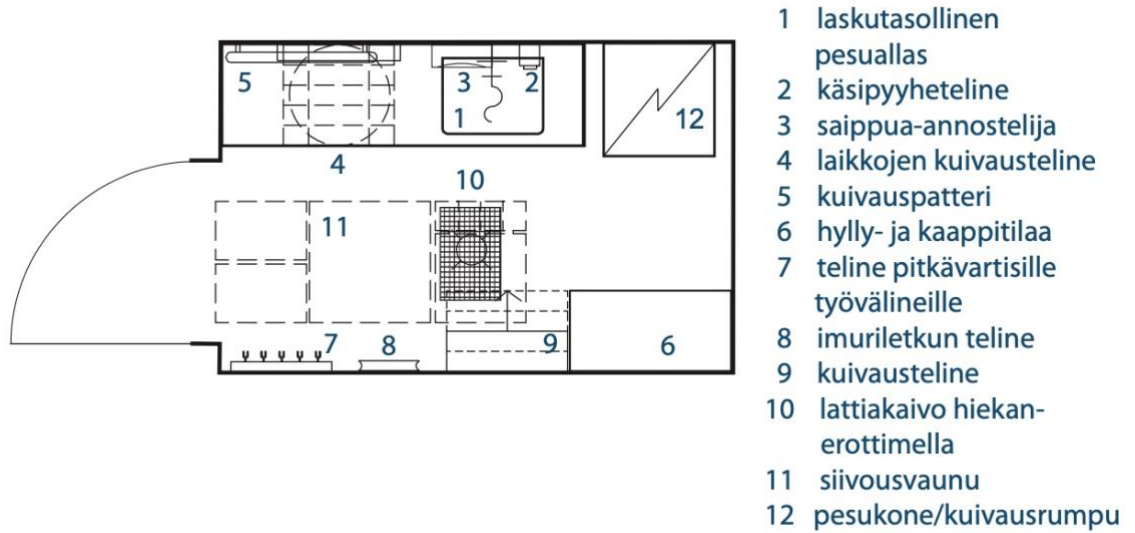 5
3
2
1
12
4
10
11
7
8
9
6
1 laskutasollinen
pesuallas
2 käsipyyheteline
3 saippua-annostelija
4 laikkojen kuivausteline
5 kuivauspatteri
6 hylly- ja kaappitilaa
7 teline pitkävartisille
työvälineille
8 imuriletkun teline
9 kuivausteline
10 lattiakaivo hiekan-
erottimella
11 siivousvaunu
12 pesukone/kuivausrumpu